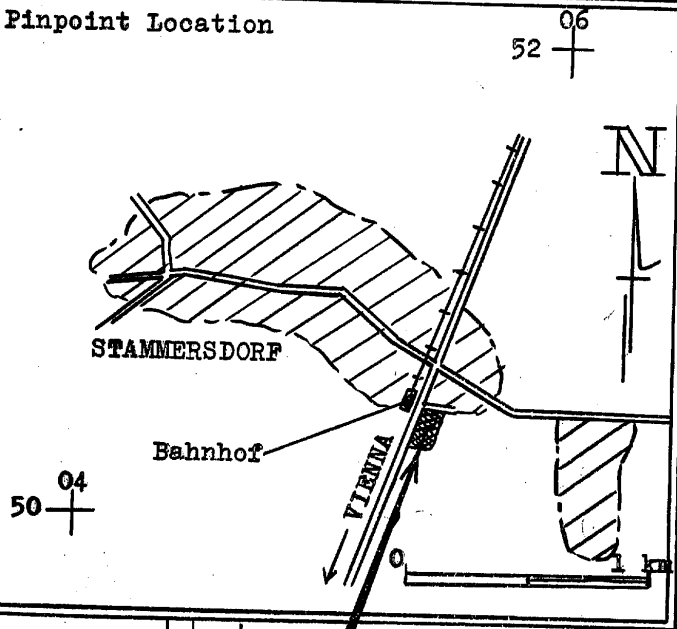 Pinpoint Location
06
52
N
STAMMERSDORF
Bahnhof
VIENNA
04
50
0
1 km